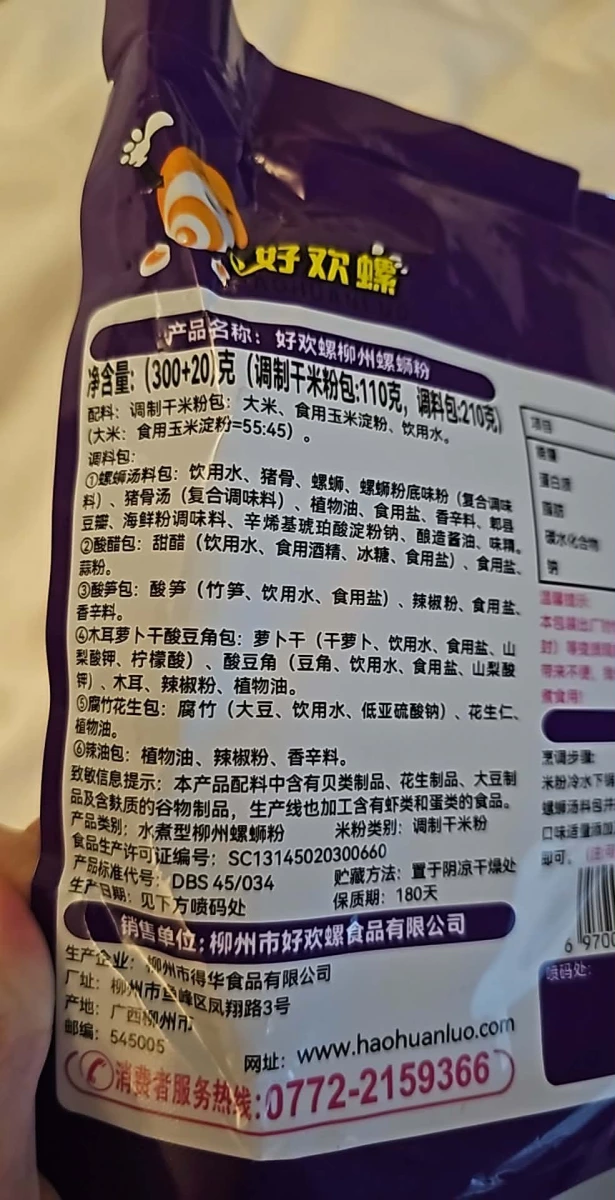 好欢螺
产品名称：好欢螺柳州螺蛳粉
净含量：(300+20)克（调制干米粉包:110克，调料包:210克）
配料：调制干米粉包：大米、食用玉米淀粉、饮用水。
(大米：食用玉米淀粉=55:45）。
调料包：
①螺蛳汤料包：饮用水、猪骨、螺蛳、螺蛳粉底味粉（复合调味
料）、猪骨汤（复合调味料）、植物油、食用盐、香辛料、郫县
豆瓣、海鲜粉调味料、辛烯基琥珀酸淀粉钠、酿造酱油、味精。
②酸醋包：甜醋（饮用水、食用酒精、冰糖、食用盐）、食用盐、
蒜粉。
③酸笋包：酸笋（竹笋、饮用水、食用盐）、辣椒粉、食用盐、
香辛料。
④木耳萝卜干酸豆角包：萝卜干（干萝卜、饮用水、食用盐、山
梨酸钾、柠檬酸）、酸豆角（豆角、饮用水、食用盐、山梨酸
钾）、木耳、辣椒粉、植物油。
⑤腐竹花生包：腐竹（大豆、饮用水、低亚硫酸钠）、花生仁、
植物油。
⑥辣油包：植物油、辣椒粉、香辛料。
致敏信息提示：本产品配料中含有贝类制品、花生制品、大豆制
品及含麸质的谷物制品，生产线也加工含有虾类和蛋类的食品。
产品类别：水煮型柳州螺蛳粉 米粉类别：调制干米粉
食品生产许可证编号：SC13145020300660
产品标准代号：DBS 45/034 贮藏方法：置于阴凉干燥处
生产日期：见下方喷码处 保质期：180天
销售单位：柳州市好欢螺食品有限公司
生产企业：柳州市得华食品有限公司
厂址：柳州市鱼峰区凤翔路3号
产地：广西柳州市
邮编：545005
网址：www.haohuanluo.com
消费者服务热线:0772-2159366
项目
能量
蛋白质
脂肪
碳水化合物
钠
温馨提示:
本包装出厂时
带来不便，
煮食用！
烹调步骤:
米粉冷水下锅
螺蛳汤料包
口味适量添加
即可。
6 9700
喷码处: